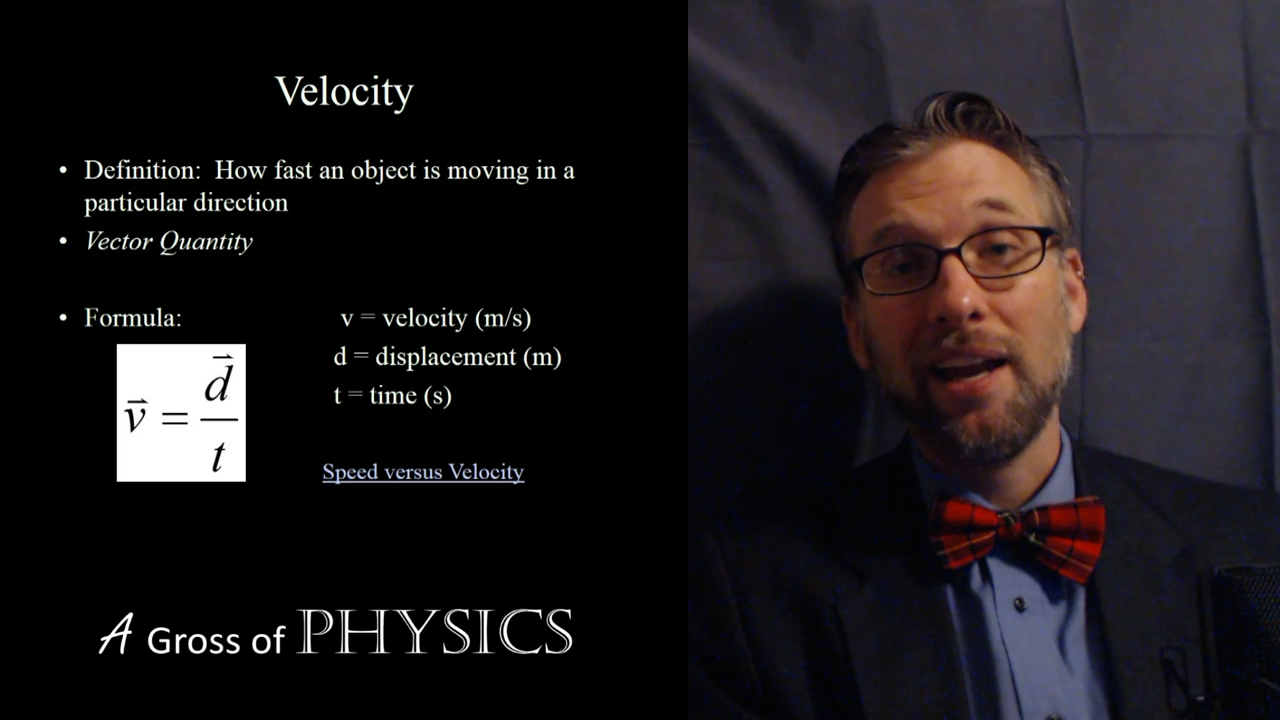 Velocity
• Definition: How fast an object is moving in a
particular direction
• Vector Quantity
• Formula:
v = velocity (m/s)
d = displacement (m)
t = time (s)
v⃗ = d⃗ / t
Speed versus Velocity
A Gross of PHYSICS